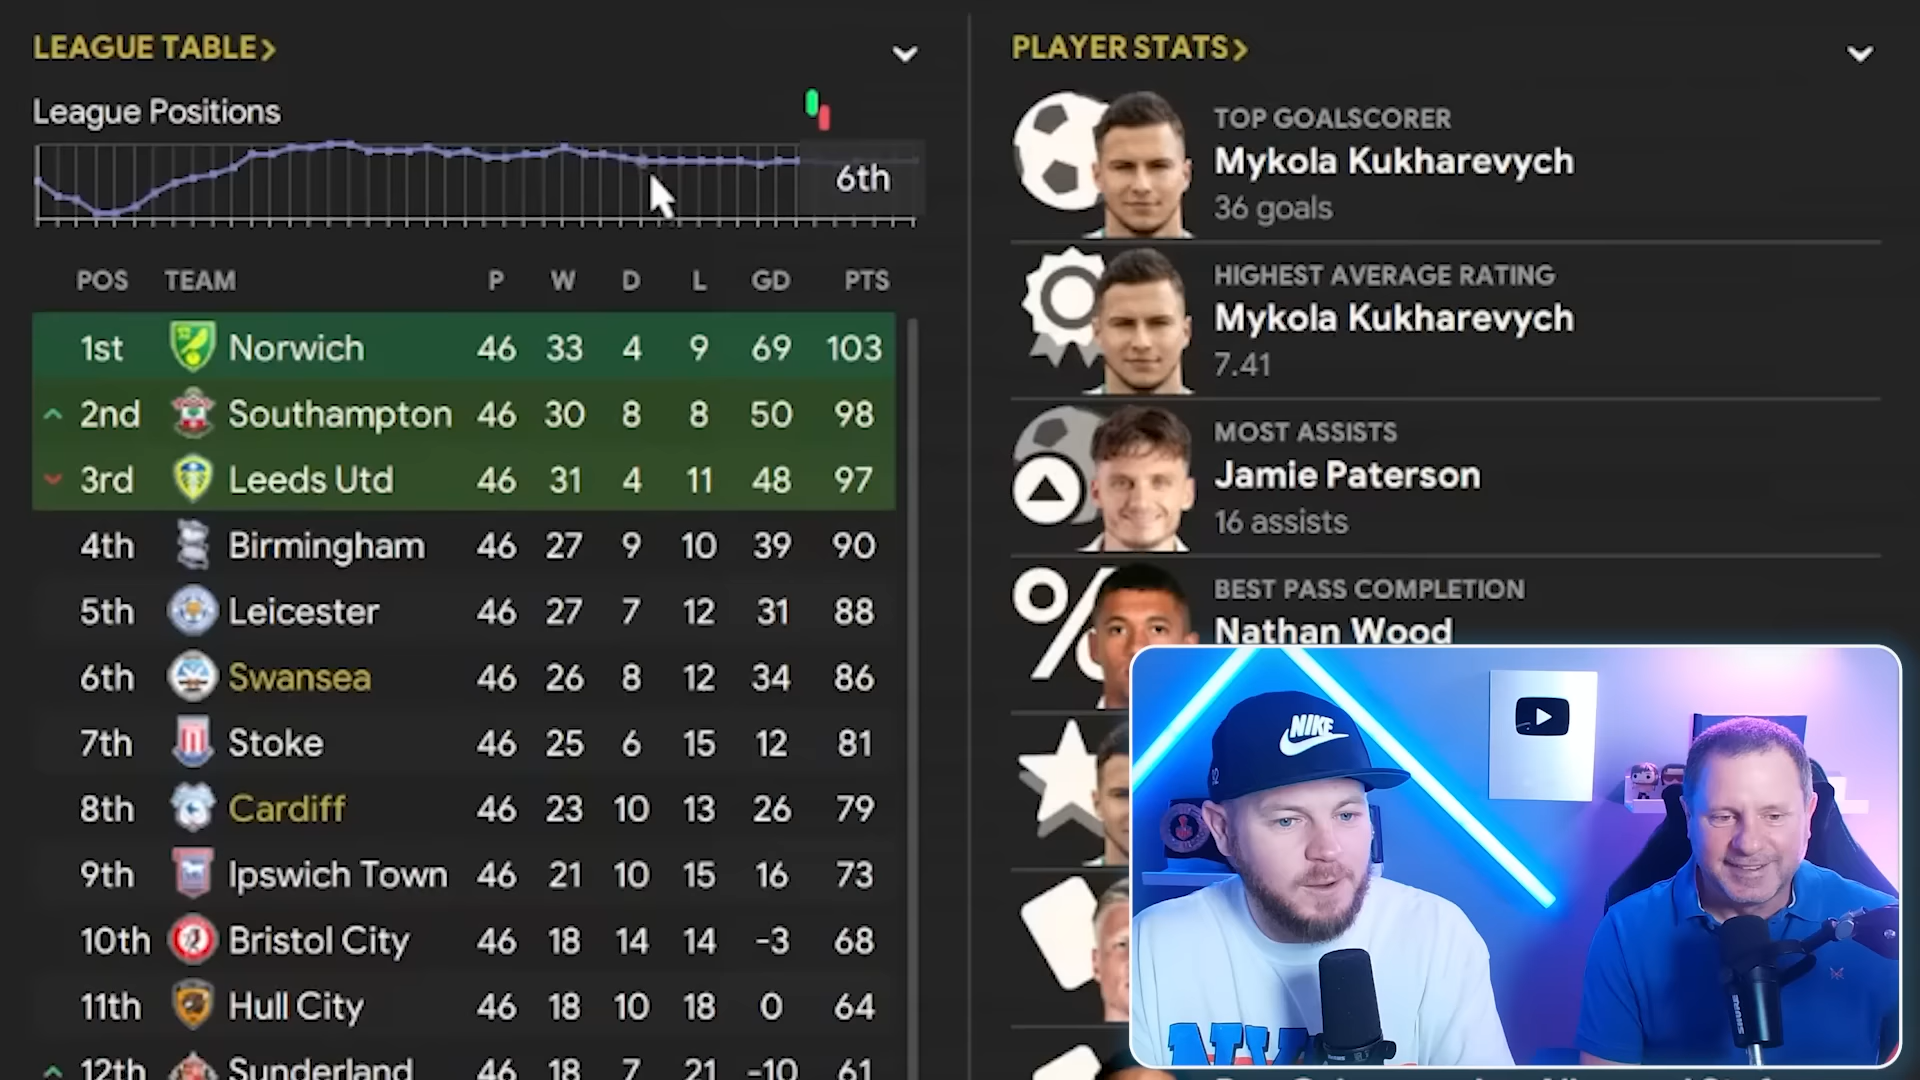 LEAGUE TABLE>
League Positions
6th
POS TEAM P W D L GD PTS
1st Norwich 46 33 4 9 69 103
2nd Southampton 46 30 8 8 50 98
3rd Leeds Utd 46 31 4 11 48 97
4th Birmingham 46 27 9 10 39 90
5th Leicester 46 27 7 12 31 88
6th Swansea 46 26 8 12 34 86
7th Stoke 46 25 6 15 12 81
8th Cardiff 46 23 10 13 26 79
9th Ipswich Town 46 21 10 15 16 73
10th Bristol City 46 18 14 14 -3 68
11th Hull City 46 18 10 18 0 64
12th Sunderland 46 18 7 21 -10 61
PLAYER STATS>
TOP GOALSCORER
Mykola Kukharevych
36 goals
HIGHEST AVERAGE RATING
Mykola Kukharevych
7.41
MOST ASSISTS
Jamie Paterson
16 assists
BEST PASS COMPLETION
Nathan Wood
%
NIKE
SHURE